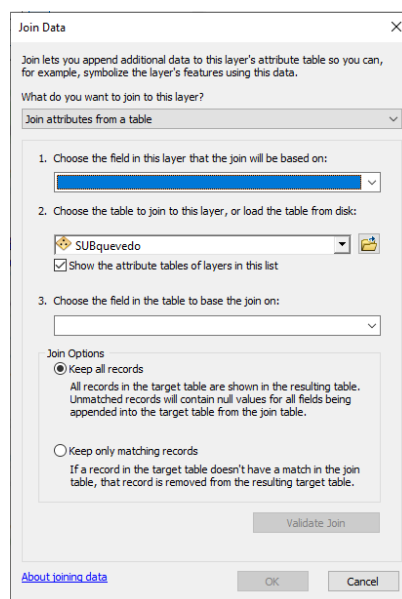 Join Data
Join lets you append additional data to this layer's attribute table so you can,
for example, symbolize the layer's features using this data.
What do you want to join to this layer?
Join attributes from a table
1. Choose the field in this layer that the join will be based on:
2. Choose the table to join to this layer, or load the table from disk:
SUBquevedo
Show the attribute tables of layers in this list
3. Choose the field in the table to base the join on:
Join Options
Keep all records
All records in the target table are shown in the resulting table.
Unmatched records will contain null values for all fields being
appended into the target table from the join table.
Keep only matching records
If a record in the target table doesn't have a match in the join
table, that record is removed from the resulting target table.
Validate Join
About joining data
OK
Cancel